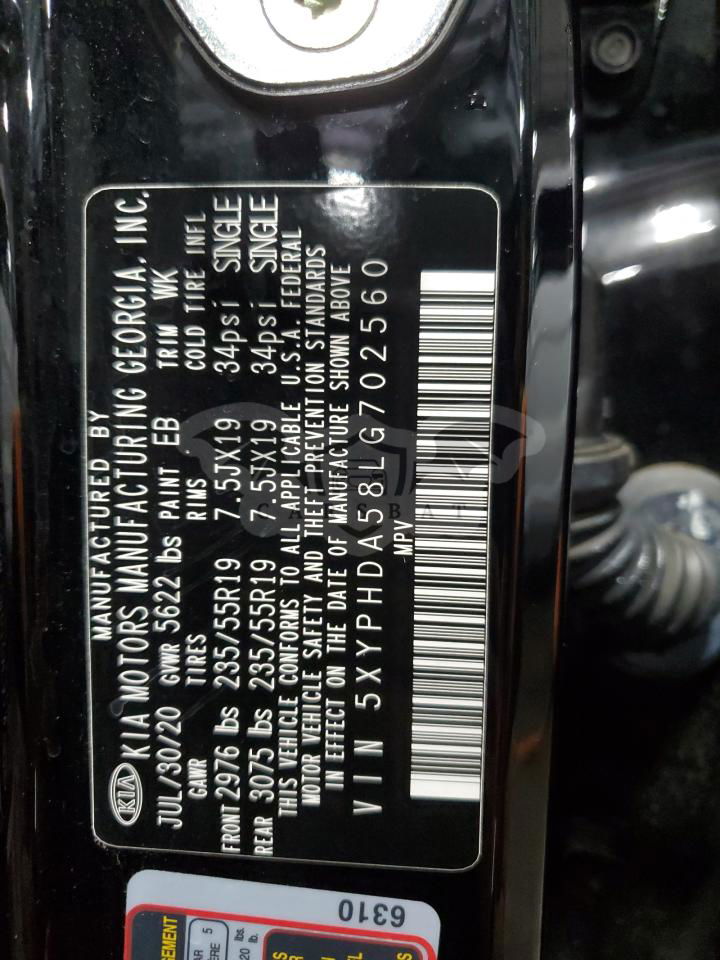 MANUFACTURED BY
KIA KIA MOTORS MANUFACTURING GEORGIA, INC.
JUL/30/20 GVWR 5622 lbs PAINT EB TRIM WK
GAWR TIRES RIMS COLD TIRE INFL
FRONT 2976 lbs 235/55R19 7.5JX19 34psi SINGLE
REAR 3075 lbs 235/55R19 7.5JX19 34psi SINGLE
THIS VEHICLE CONFORMS TO ALL APPLICABLE U.S.A. FEDERAL
MOTOR VEHICLE SAFETY AND THEFT PREVENTION STANDARDS
IN EFFECT ON THE DATE OF MANUFACTURE SHOWN ABOVE
VIN 5XYPHDA58LG702560
MPV
6310
5